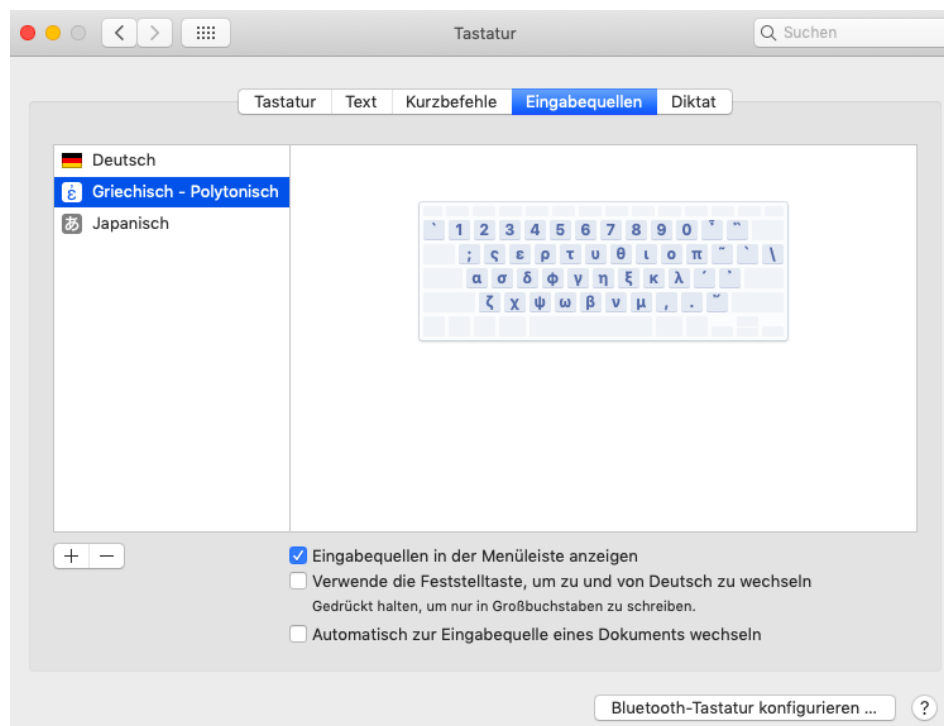 Tastatur
Suchen
Tastatur Text Kurzbefehle Eingabequellen Diktat
Deutsch
έ Griechisch - Polytonisch
あ Japanisch
` 1 2 3 4 5 6 7 8 9 0
; ς ε ρ τ υ θ ι ο π ῀ ` \
α σ δ φ γ η ξ κ λ ´
ζ χ ψ ω β ν μ , . ˘
+ −
Eingabequellen in der Menüleiste anzeigen
Verwende die Feststelltaste, um zu und von Deutsch zu wechseln
Gedrückt halten, um nur in Großbuchstaben zu schreiben.
Automatisch zur Eingabequelle eines Dokuments wechseln
Bluetooth-Tastatur konfigurieren ... ?